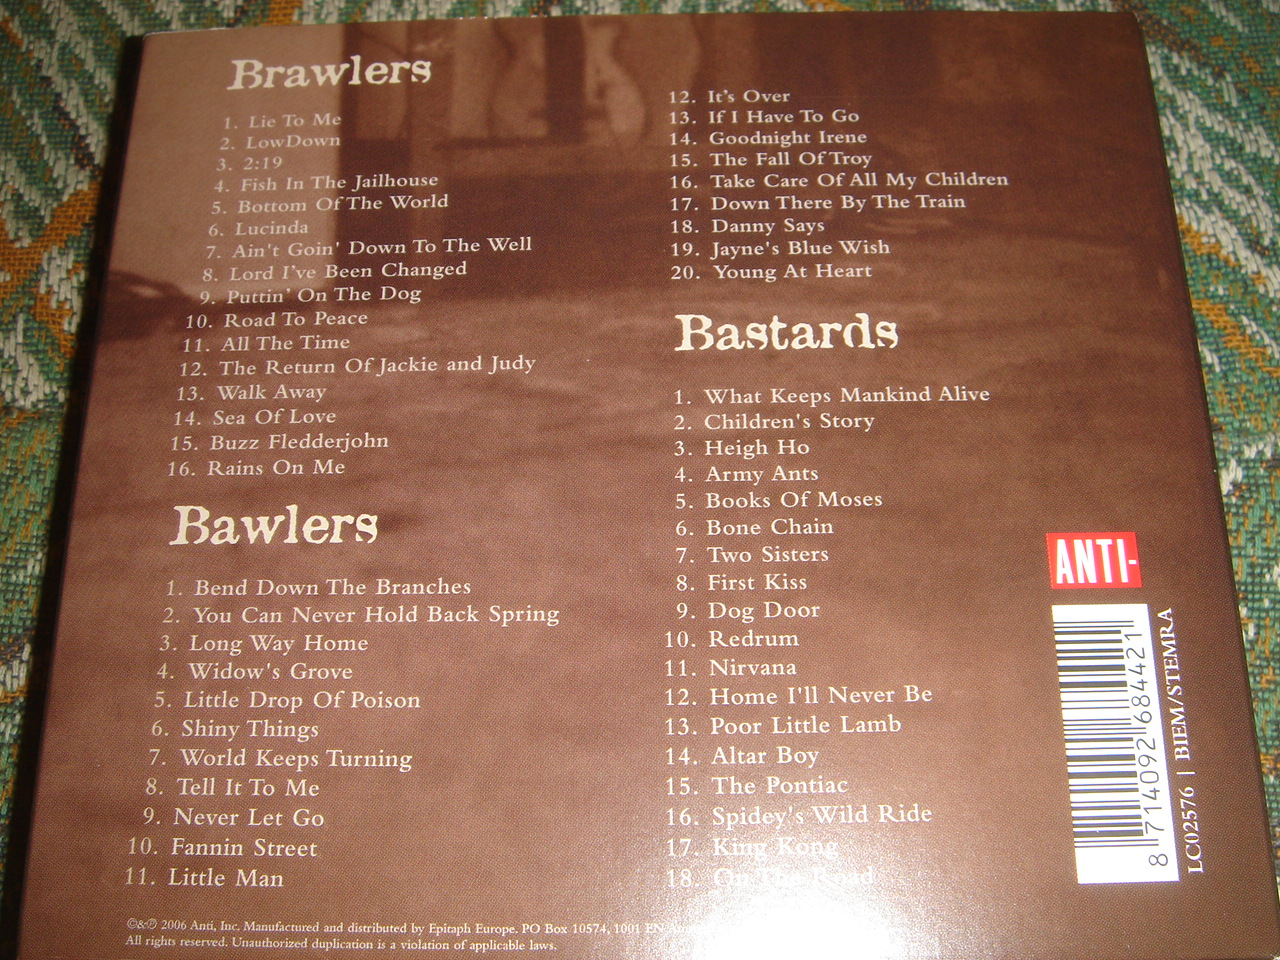 Brawlers
1. Lie To Me
2. LowDown
3. 2:19
4. Fish In The Jailhouse
5. Bottom Of The World
6. Lucinda
7. Ain't Goin' Down To The Well
8. Lord I've Been Changed
9. Puttin' On The Dog
10. Road To Peace
11. All The Time
12. The Return Of Jackie and Judy
13. Walk Away
14. Sea Of Love
15. Buzz Fledderjohn
16. Rains On Me
Bawlers
1. Bend Down The Branches
2. You Can Never Hold Back Spring
3. Long Way Home
4. Widow's Grove
5. Little Drop Of Poison
6. Shiny Things
7. World Keeps Turning
8. Tell It To Me
9. Never Let Go
10. Fannin Street
11. Little Man
12. It's Over
13. If I Have To Go
14. Goodnight Irene
15. The Fall Of Troy
16. Take Care Of All My Children
17. Down There By The Train
18. Danny Says
19. Jayne's Blue Wish
20. Young At Heart
Bastards
1. What Keeps Mankind Alive
2. Children's Story
3. Heigh Ho
4. Army Ants
5. Books Of Moses
6. Bone Chain
7. Two Sisters
8. First Kiss
9. Dog Door
10. Redrum
11. Nirvana
12. Home I'll Never Be
13. Poor Little Lamb
14. Altar Boy
15. The Pontiac
16. Spidey's Wild Ride
17. King Kong
18. On The Road
ANTI-
8 714092 684421
LC02576 | BIEM/STEMRA
©&℗ 2006 Anti, Inc. Manufactured and distributed by Epitaph Europe. PO Box 10574, 1001 EN
All rights reserved. Unauthorized duplication is a violation of applicable laws.